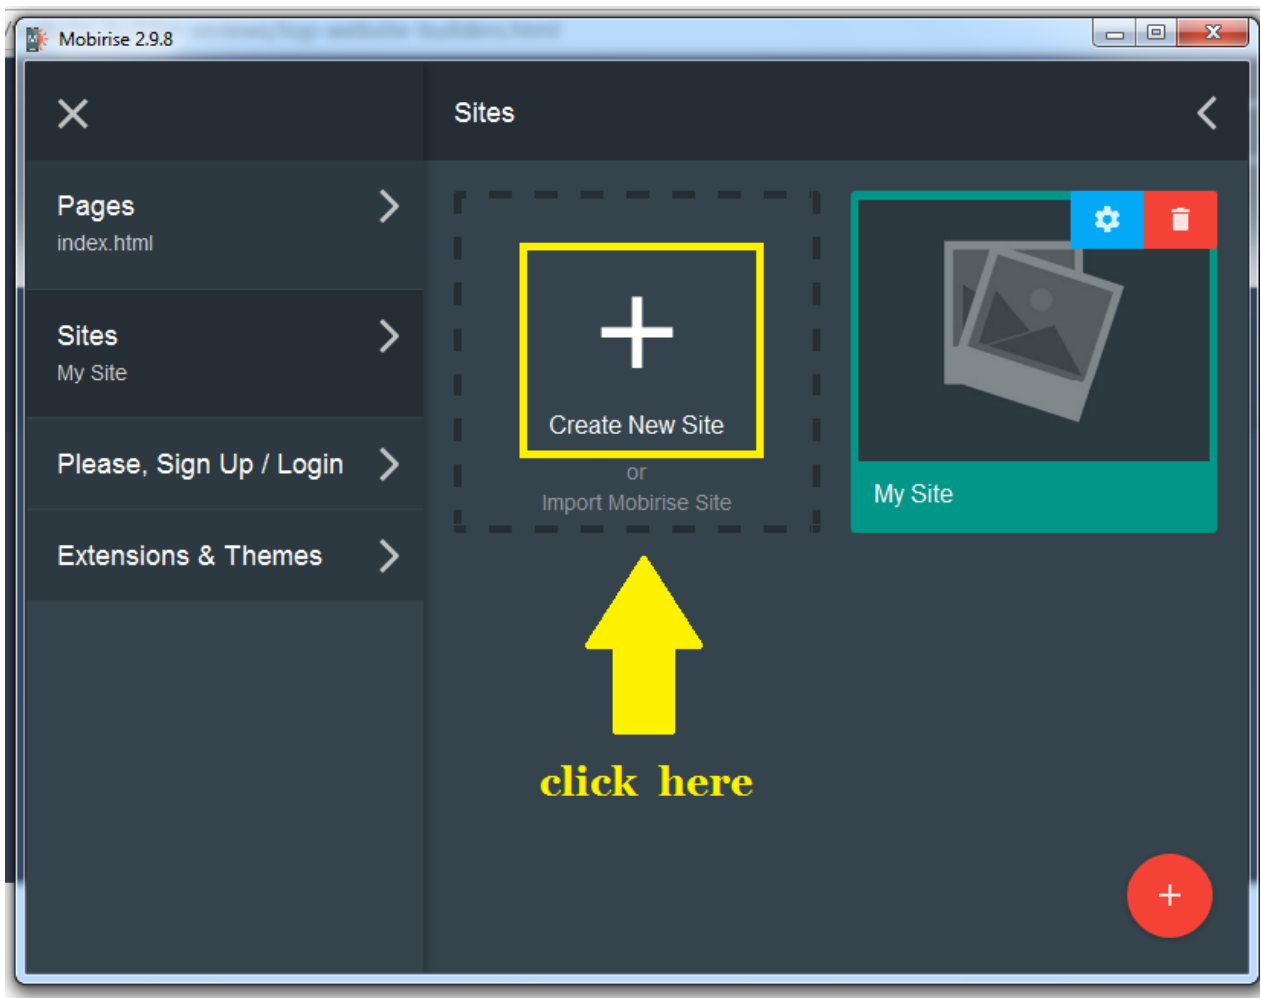 Mobirise 2.9.8
Sites
Pages
index.html
Sites
My Site
Please, Sign Up / Login
Extensions & Themes
Create New Site
or
Import Mobirise Site
My Site
click here